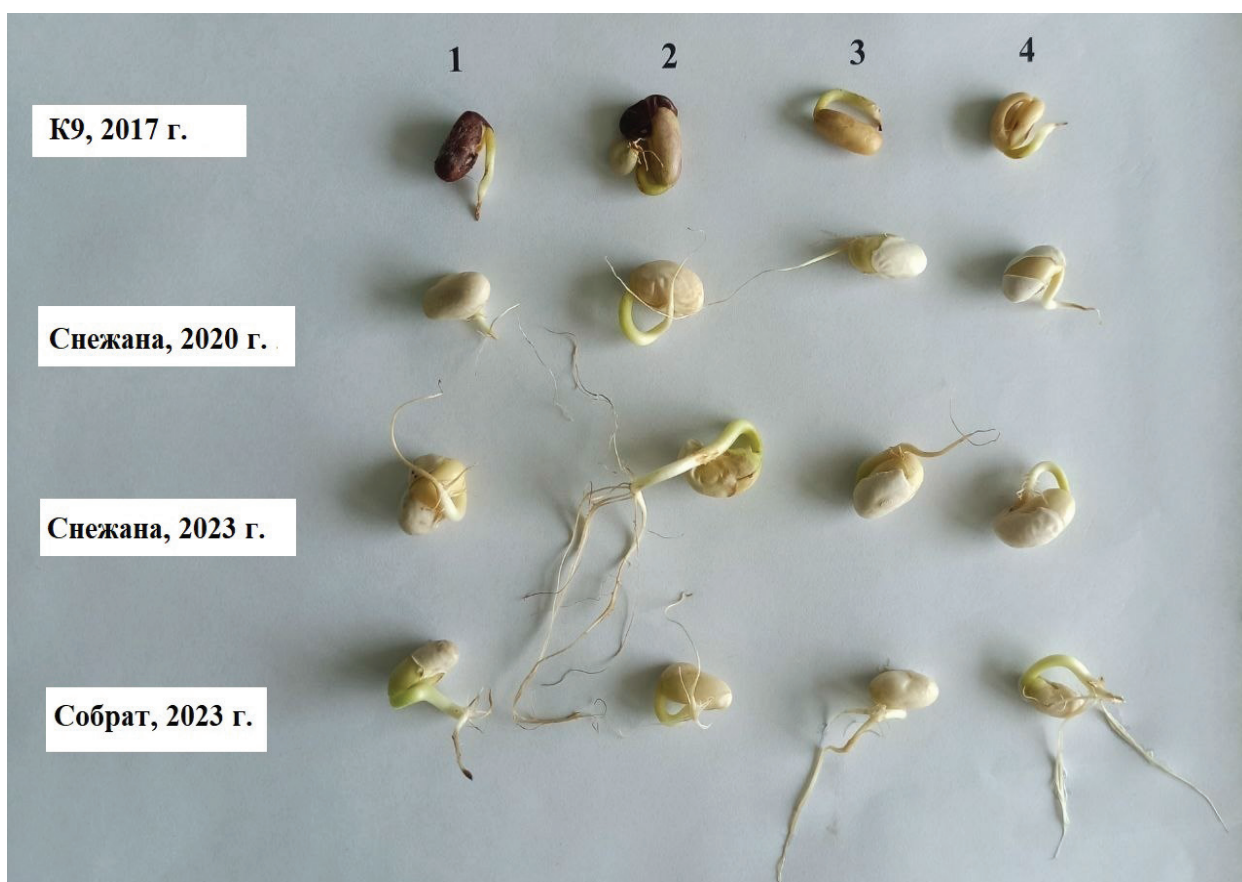 1 2 3 4
К9, 2017 г.
Снежана, 2020 г.
Снежана, 2023 г.
Собрат, 2023 г.